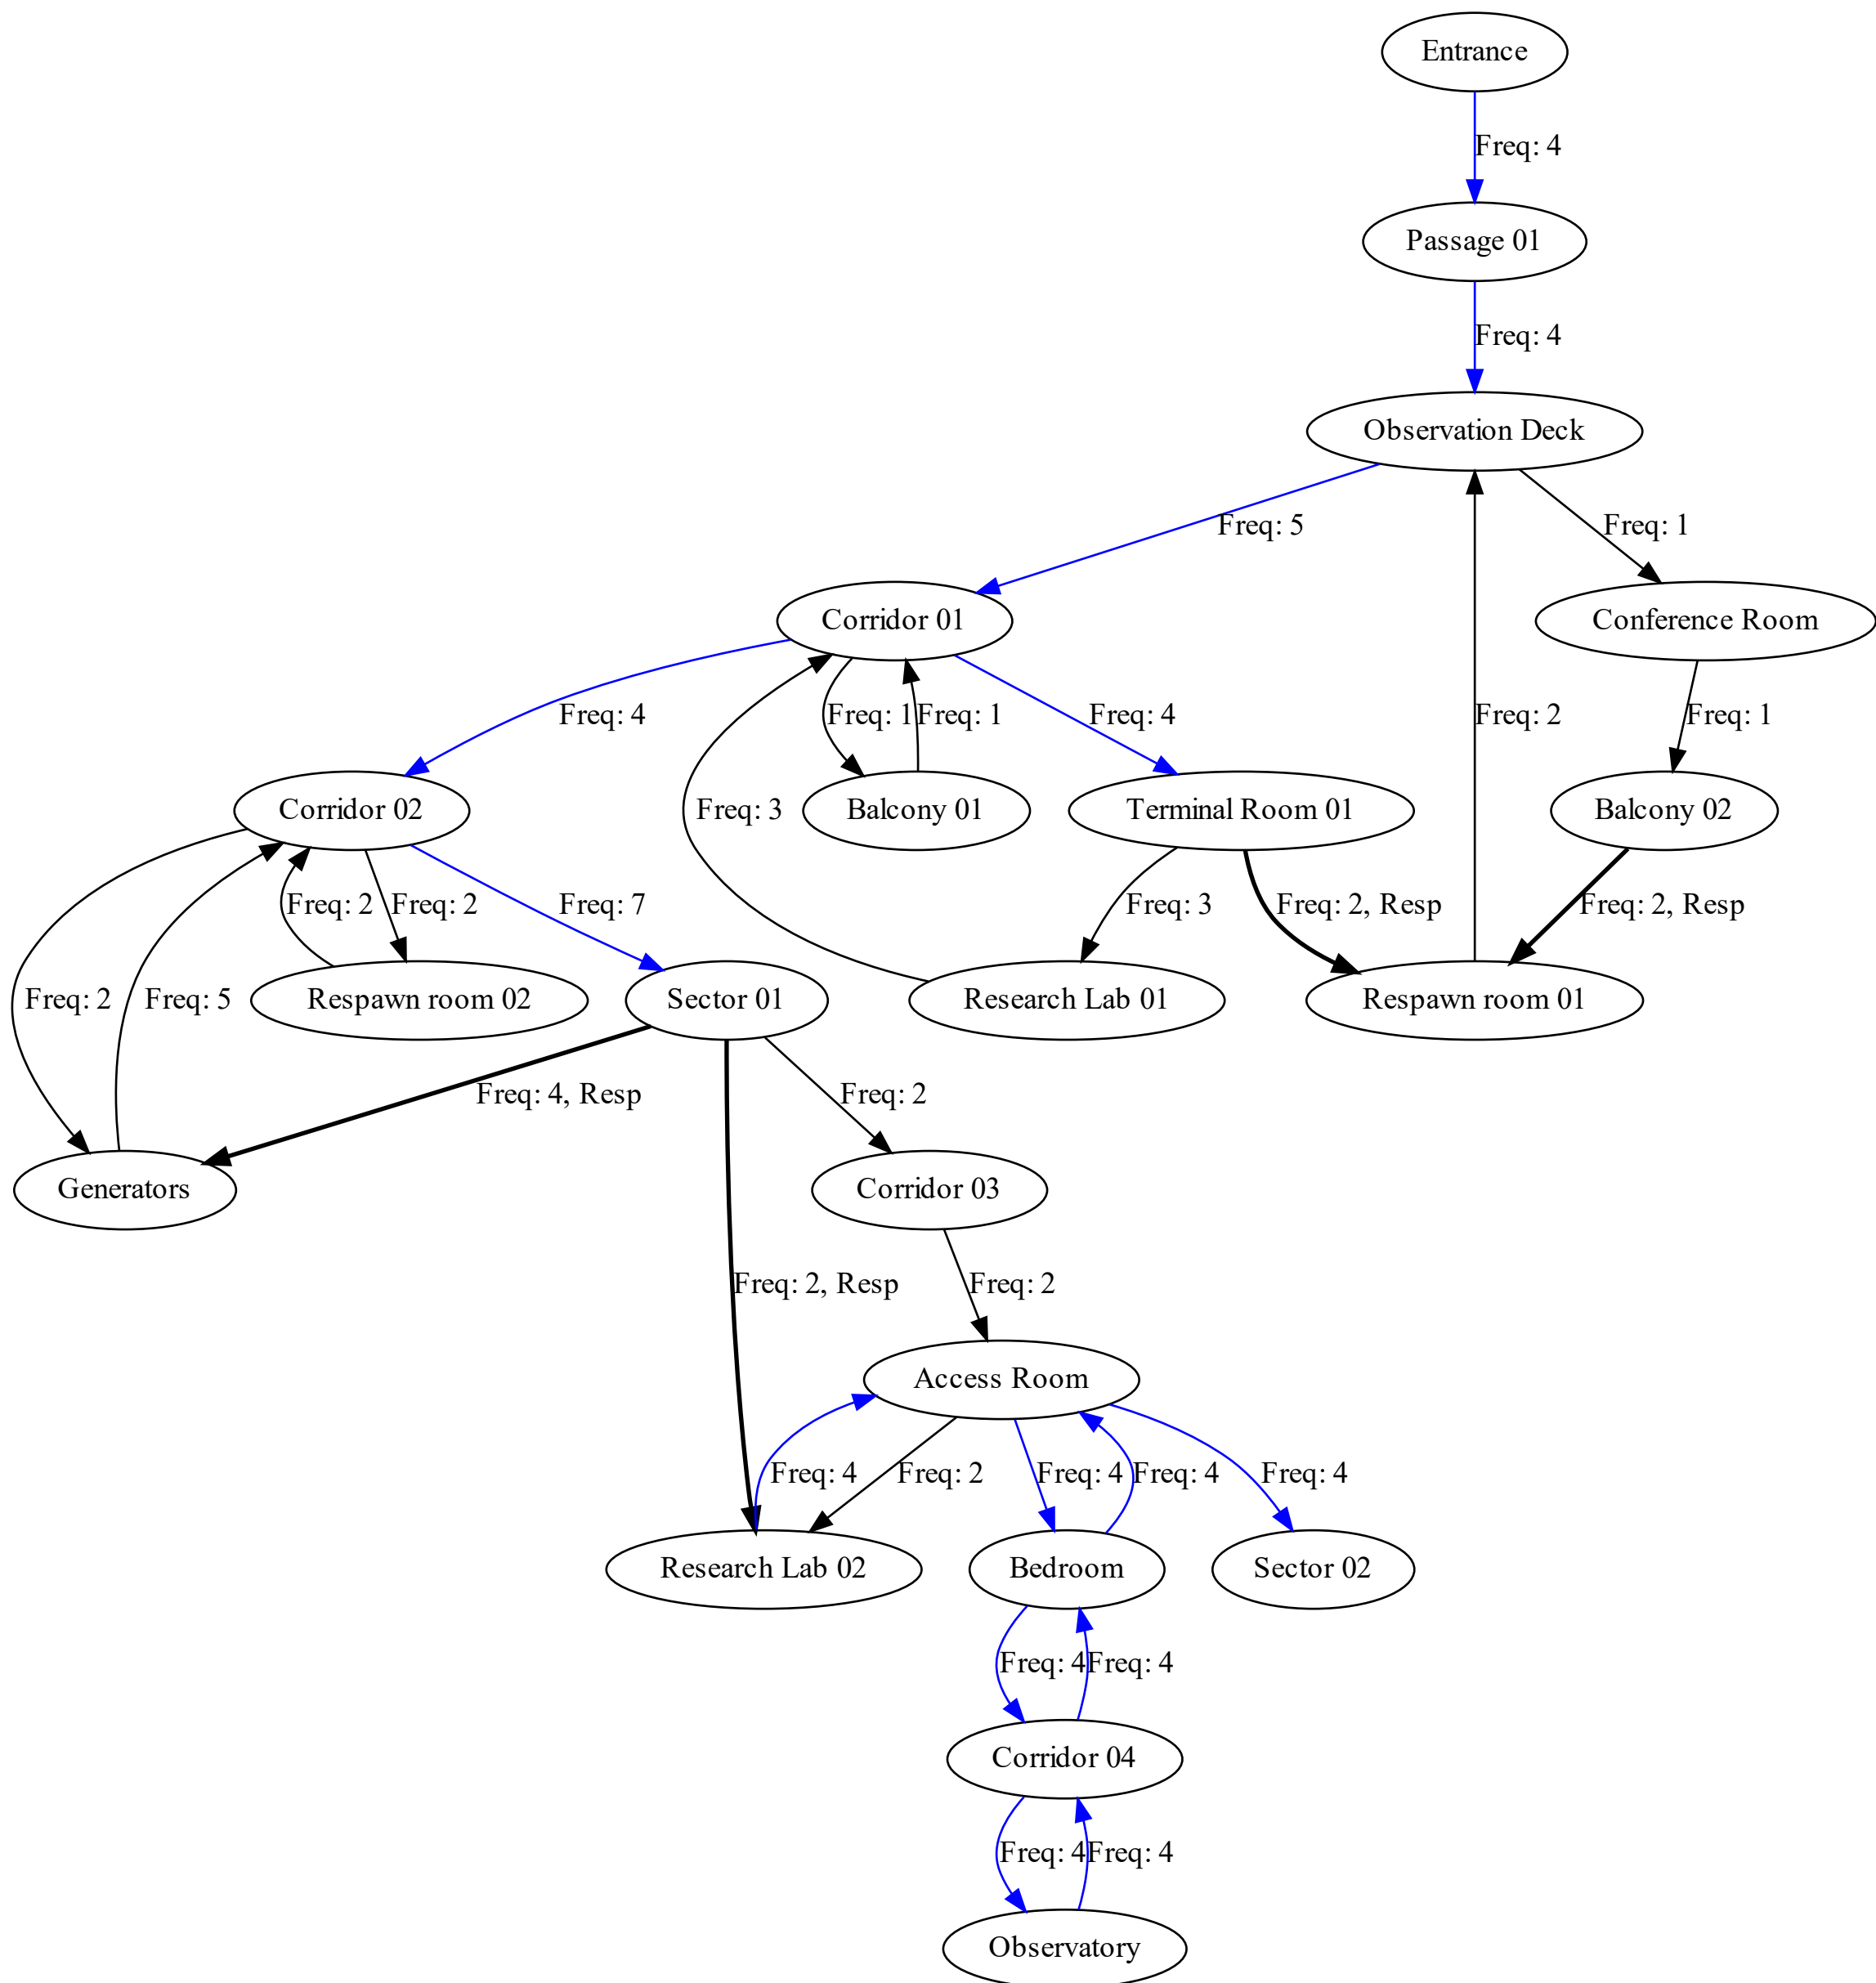 Entrance
Freq: 4
Passage 01
Freq: 4
Observation Deck
Freq: 5
Freq: 1
Corridor 01
Conference Room
Freq: 4
Freq: 1
Freq: 1
Freq: 4
Freq: 2
Freq: 1
Corridor 02
Freq: 3
Balcony 01
Terminal Room 01
Balcony 02
Freq: 2
Freq: 2
Freq: 7
Freq: 3
Freq: 2, Resp
Freq: 2, Resp
Freq: 2
Freq: 5
Respawn room 02
Sector 01
Research Lab 01
Respawn room 01
Freq: 4, Resp
Freq: 2
Generators
Corridor 03
Freq: 2, Resp
Freq: 2
Access Room
Freq: 4
Freq: 2
Freq: 4
Freq: 4
Freq: 4
Research Lab 02
Bedroom
Sector 02
Freq: 4
Freq: 4
Corridor 04
Freq: 4
Freq: 4
Observatory